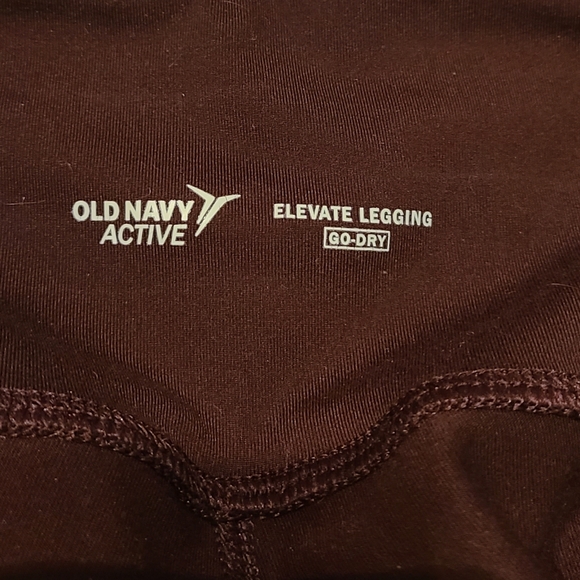 OLD NAVY
ACTIVE
ELEVATE LEGGING
GO-DRY